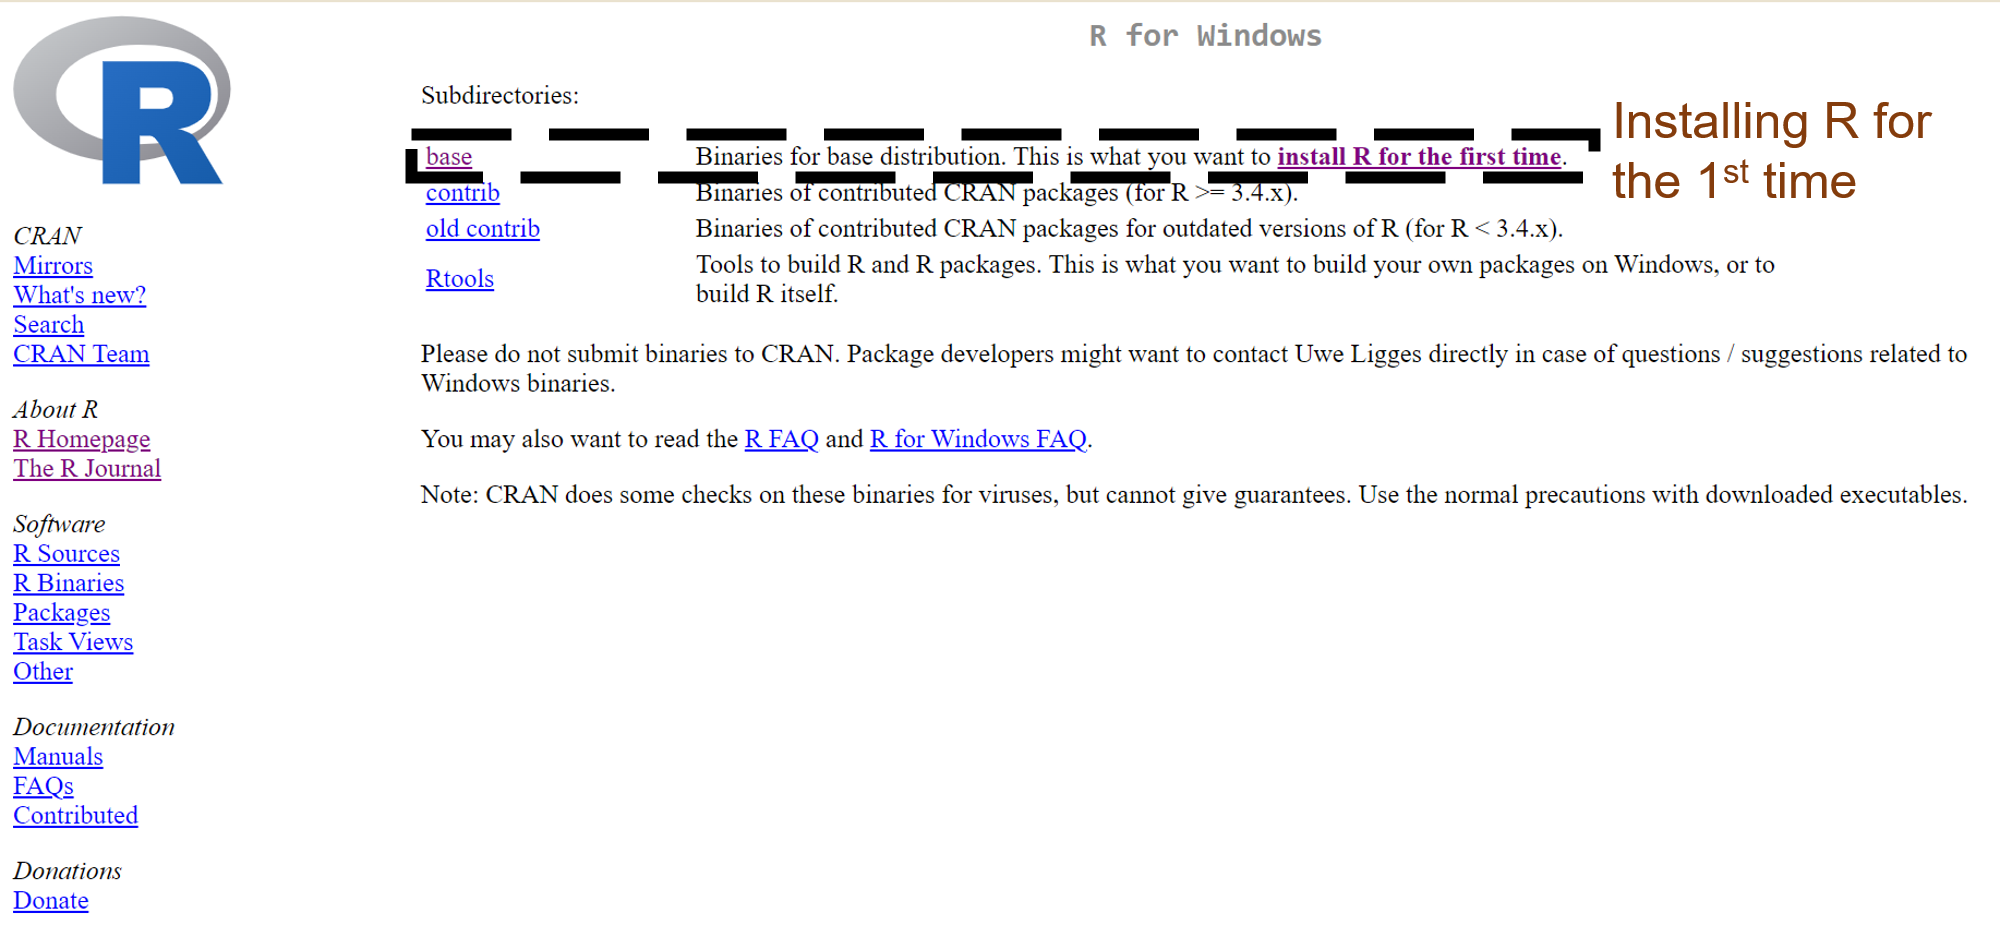 R
R for Windows
Subdirectories:
base Binaries for base distribution. This is what you want to install R for the first time.
contrib Binaries of contributed CRAN packages (for R >= 3.4.x).
old contrib Binaries of contributed CRAN packages for outdated versions of R (for R < 3.4.x).
Rtools Tools to build R and R packages. This is what you want to build your own packages on Windows, or to
build R itself.
Installing R for
the 1st time
Please do not submit binaries to CRAN. Package developers might want to contact Uwe Ligges directly in case of questions / suggestions related to
Windows binaries.
You may also want to read the R FAQ and R for Windows FAQ.
Note: CRAN does some checks on these binaries for viruses, but cannot give guarantees. Use the normal precautions with downloaded executables.
CRAN
Mirrors
What's new?
Search
CRAN Team
About R
R Homepage
The R Journal
Software
R Sources
R Binaries
Packages
Task Views
Other
Documentation
Manuals
FAQs
Contributed
Donations
Donate